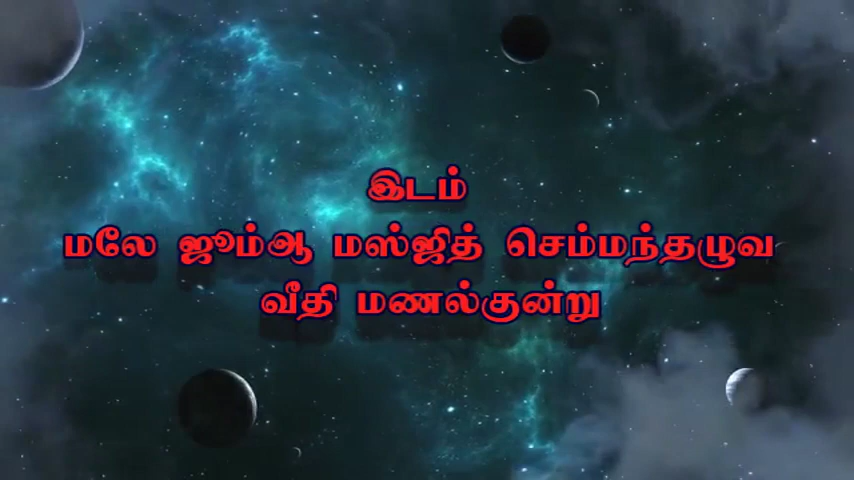 இடம்
மலே ஜூம்ஆ மஸ்ஜித் செம்மந்தழுவ
வீதி மணல்குன்று